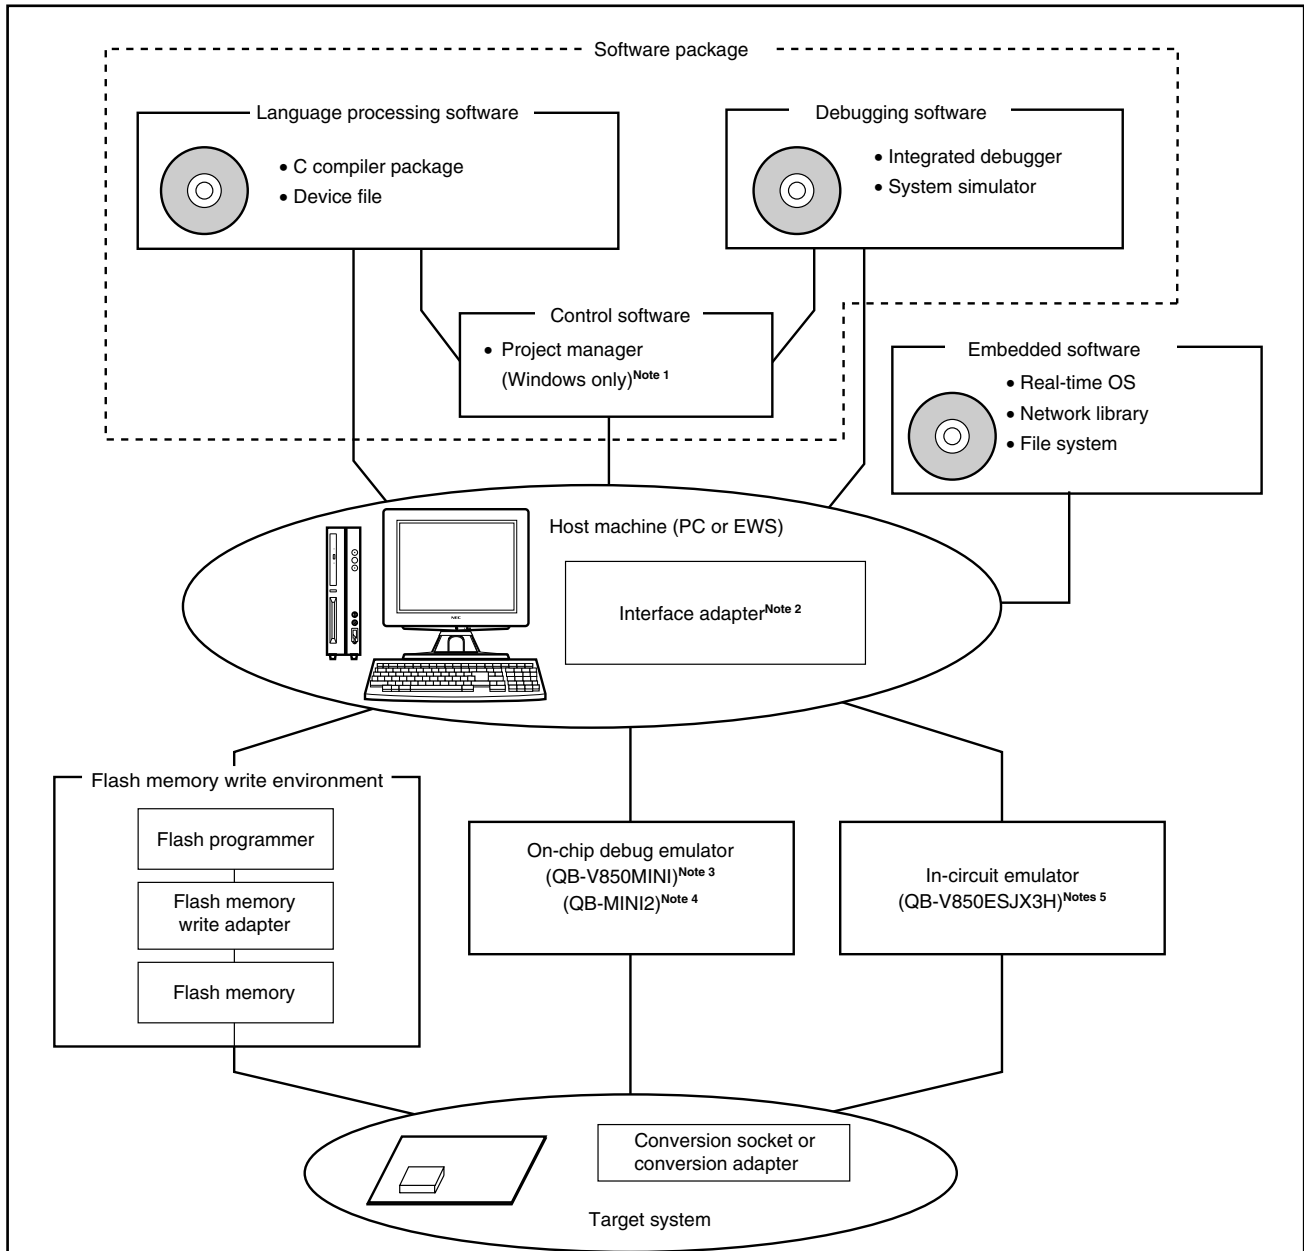 Software package
Language processing software
• C compiler package
• Device file
Debugging software
• Integrated debugger
• System simulator
Control software
• Project manager
(Windows only)Note 1
Embedded software
• Real-time OS
• Network library
• File system
Host machine (PC or EWS)
NEC
Interface adapterNote 2
Flash memory write environment
Flash programmer
Flash memory
write adapter
Flash memory
On-chip debug emulator
(QB-V850MINI)Note 3
(QB-MINI2)Note 4
In-circuit emulator
(QB-V850ESJX3H)Notes 5
Conversion socket or
conversion adapter
Target system